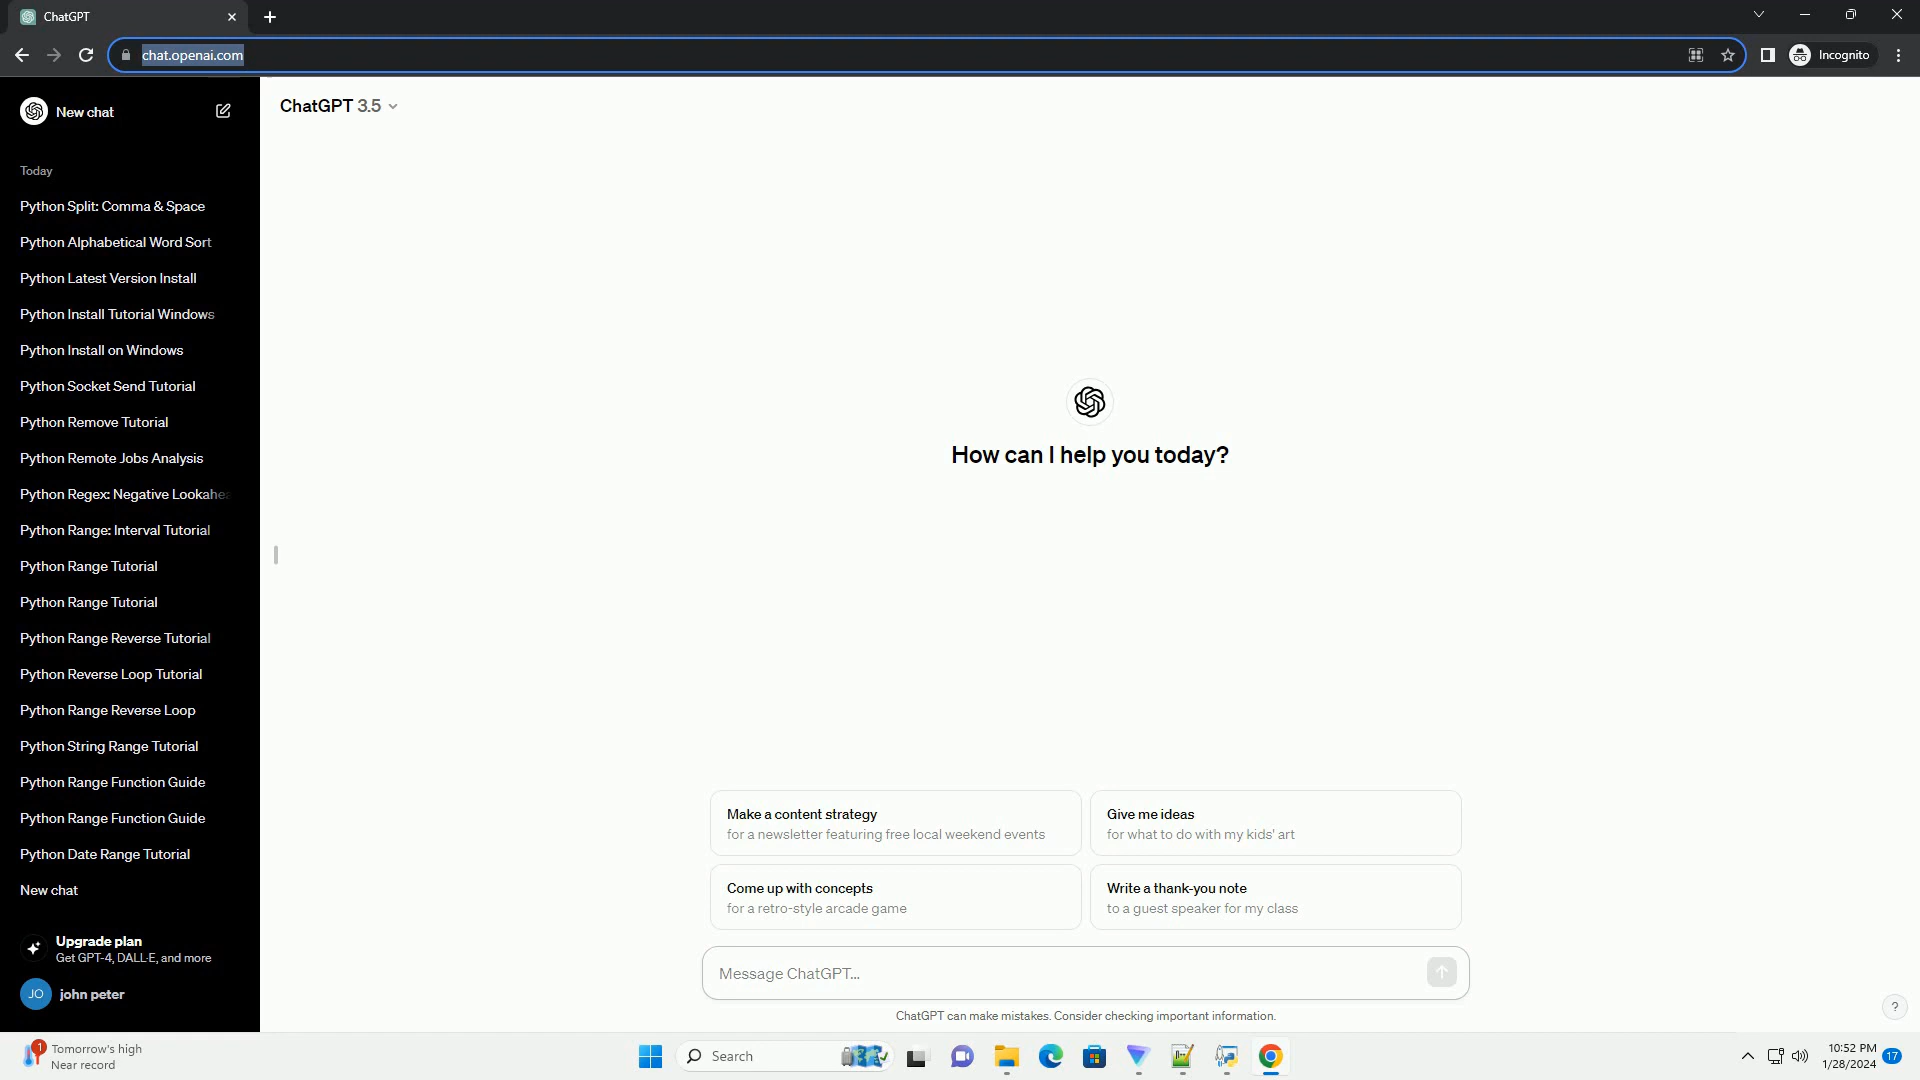 ChatGPT
chat.openai.com
Incognito
New chat
ChatGPT 3.5
Today
Python Split: Comma & Space
Python Alphabetical Word Sort
Python Latest Version Install
Python Install Tutorial Windows
Python Install on Windows
Python Socket Send Tutorial
Python Remove Tutorial
Python Remote Jobs Analysis
Python Regex: Negative Lookahea
Python Range: Interval Tutorial
Python Range Tutorial
Python Range Tutorial
Python Range Reverse Tutorial
Python Reverse Loop Tutorial
Python Range Reverse Loop
Python String Range Tutorial
Python Range Function Guide
Python Range Function Guide
Python Date Range Tutorial
New chat
Upgrade plan
Get GPT-4, DALL·E, and more
JO john peter
How can I help you today?
Make a content strategy
for a newsletter featuring free local weekend events
Give me ideas
for what to do with my kids' art
Come up with concepts
for a retro-style arcade game
Write a thank-you note
to a guest speaker for my class
Message ChatGPT...
ChatGPT can make mistakes. Consider checking important information.
?
1
Tomorrow's high
Near record
Search
10:52 PM
1/28/2024
17